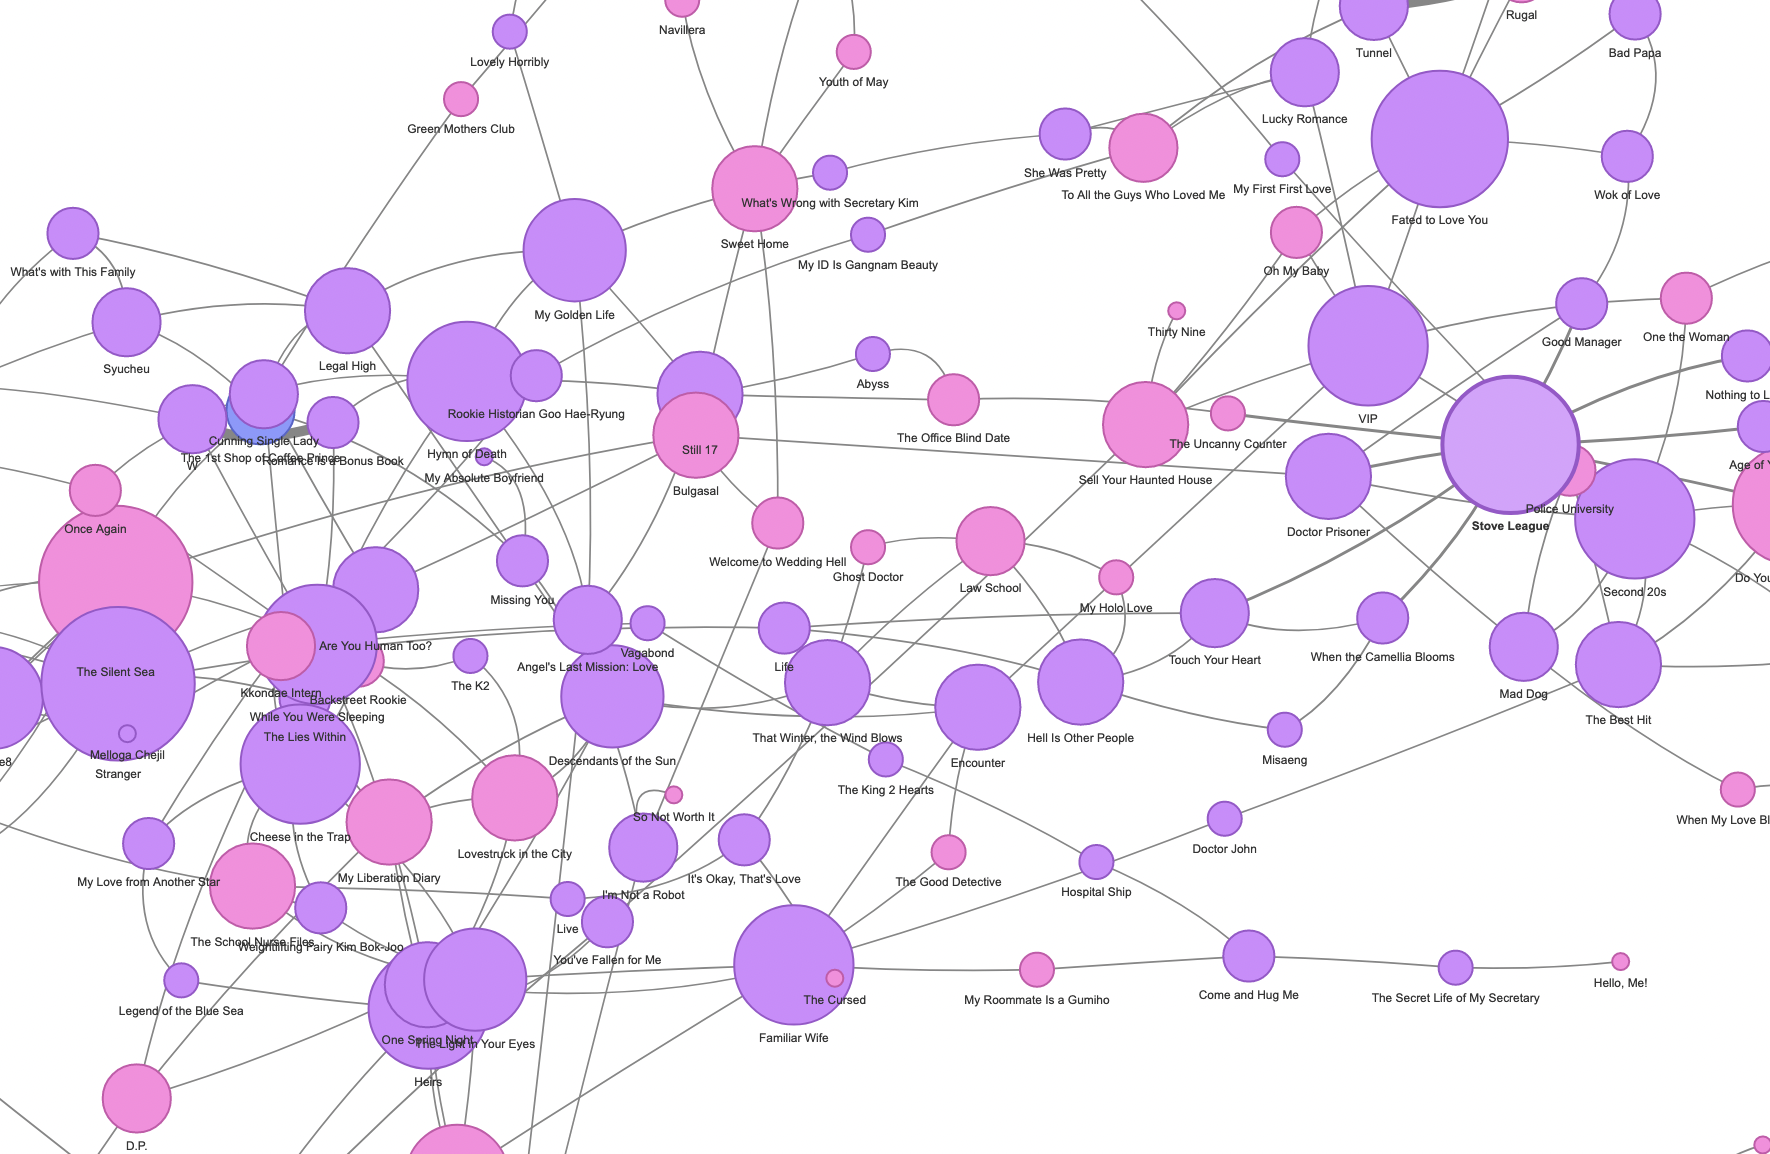 Rugal
Navillera
Tunnel
Bad Papa
Lovely Horribly
Youth of May
Lucky Romance
Green Mothers Club
She Was Pretty
My First First Love
To All the Guys Who Loved Me
Wok of Love
What's Wrong with Secretary Kim
Fated to Love You
Sweet Home
My ID Is Gangnam Beauty
What's with This Family
Oh My Baby
My Golden Life
Thirty Nine
Good Manager
One the Woman
Legal High
Syucheu
Abyss
Nothing to L
Rookie Historian Goo Hae-Ryung
VIP
Cunning Single Lady
The Office Blind Date
The Uncanny Counter
The 1st Shop of Coffee Prince
Romance Is a Bonus Book
W
Hymn of Death
Still 17
Age of Y
My Absolute Boyfriend
Sell Your Haunted House
Bulgasal
Police University
Once Again
Stove League
Doctor Prisoner
Welcome to Wedding Hell
Ghost Doctor
Law School
Do You
Second 20s
Missing You
My Holo Love
Are You Human Too?
Vagabond
When the Camellia Blooms
Touch Your Heart
Angel's Last Mission: Love
Life
The Silent Sea
The K2
Kkondae Intern
Mad Dog
Backstreet Rookie
While You Were Sleeping
The Best Hit
The Lies Within
That Winter, the Wind Blows
Hell Is Other People
Melloga Chejil
e8
Descendants of the Sun
Encounter
Misaeng
Stranger
The King 2 Hearts
So Not Worth It
When My Love Bl
Cheese in the Trap
Doctor John
Lovestruck in the City
My Liberation Diary
It's Okay, That's Love
My Love from Another Star
The Good Detective
Hospital Ship
I'm Not a Robot
Live
The School Nurse Files
Weightlifting Fairy Kim Bok-Joo
You've Fallen for Me
Hello, Me!
Come and Hug Me
The Secret Life of My Secretary
The Cursed
My Roommate Is a Gumiho
Legend of the Blue Sea
Familiar Wife
One Spring Night
The Light in Your Eyes
Heirs
D.P.